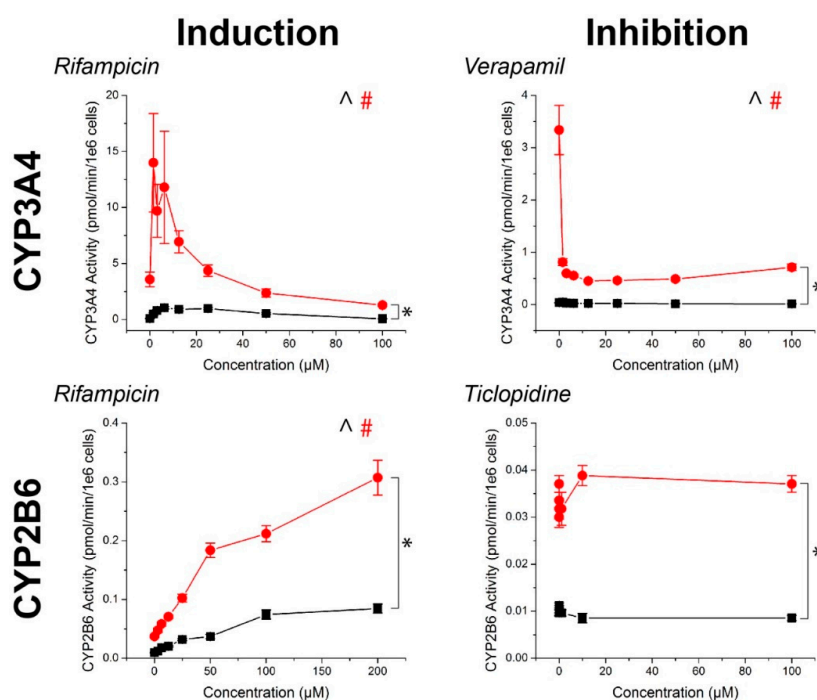 Induction
Inhibition
CYP3A4
Rifampicin
^ #
CYP3A4 Activity (pmol/min/1e6 cells)
20
15
10
5
0
0 20 40 60 80 100
Concentration (µM)
*
Verapamil
^ #
CYP3A4 Activity (pmol/min/1e6 cells)
4
3
2
1
0
0 20 40 60 80 100
Concentration (µM)
*
CYP2B6
Rifampicin
^ #
CYP2B6 Activity (pmol/min/1e6 cells)
0.4
0.3
0.2
0.1
0.0
0 50 100 150 200
Concentration (µM)
*
Ticlopidine
CYP2B6 Activity (pmol/min/1e6 cells)
0.05
0.04
0.03
0.02
0.01
0.00
0 20 40 60 80 100
Concentration (µM)
*